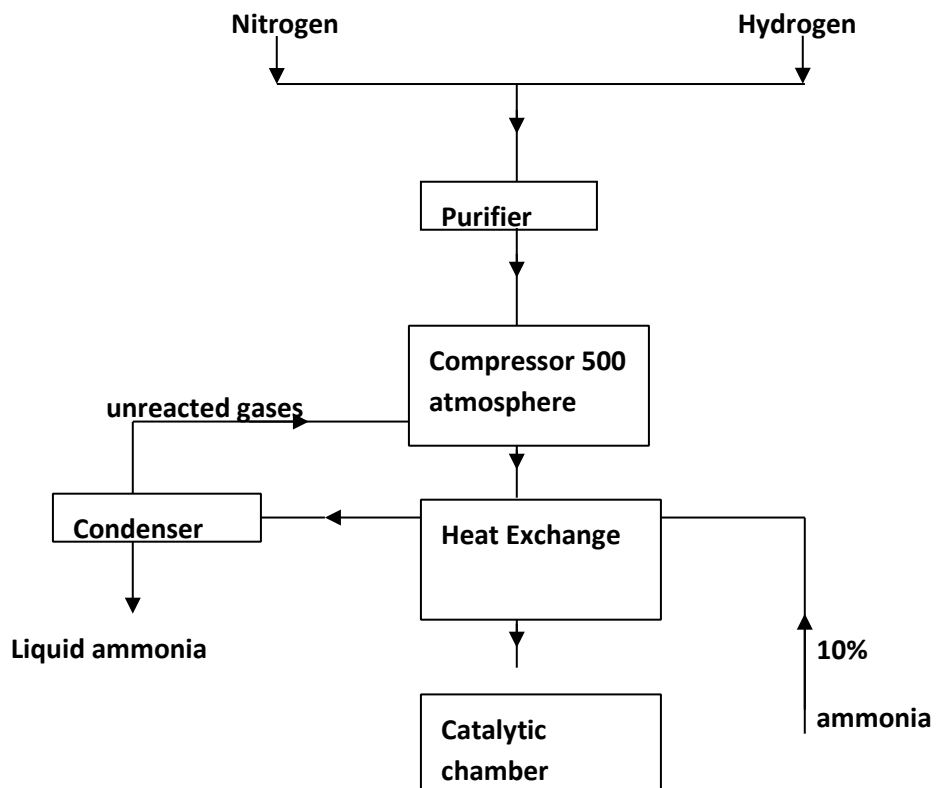 Nitrogen
Hydrogen
Purifier
Compressor 500
atmosphere
unreacted gases
Condenser
Heat Exchange
Liquid ammonia
10%
ammonia
Catalytic
chamber